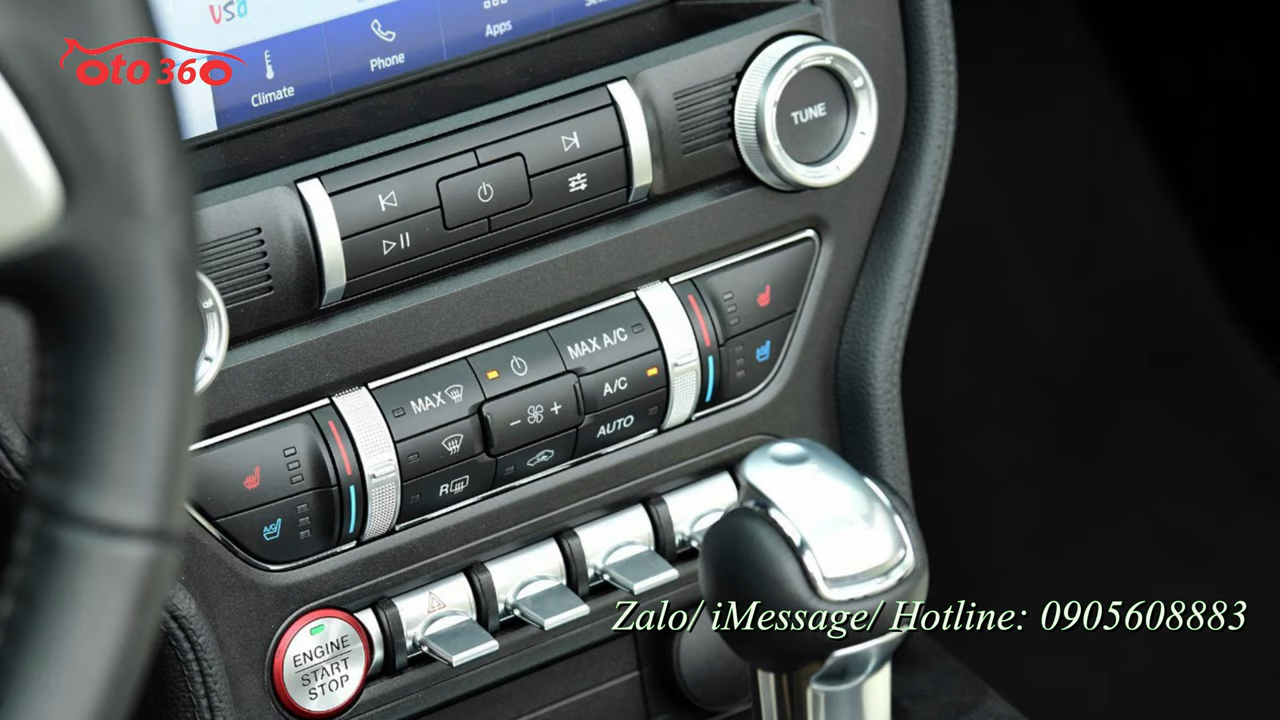 usa
oto360
Climate
Phone
Apps
TUNE
MAX A/C
MAX
A/C
AUTO
R
A/C
ENGINE
START
STOP
Zalo/ iMessage/ Hotline: 0905608883